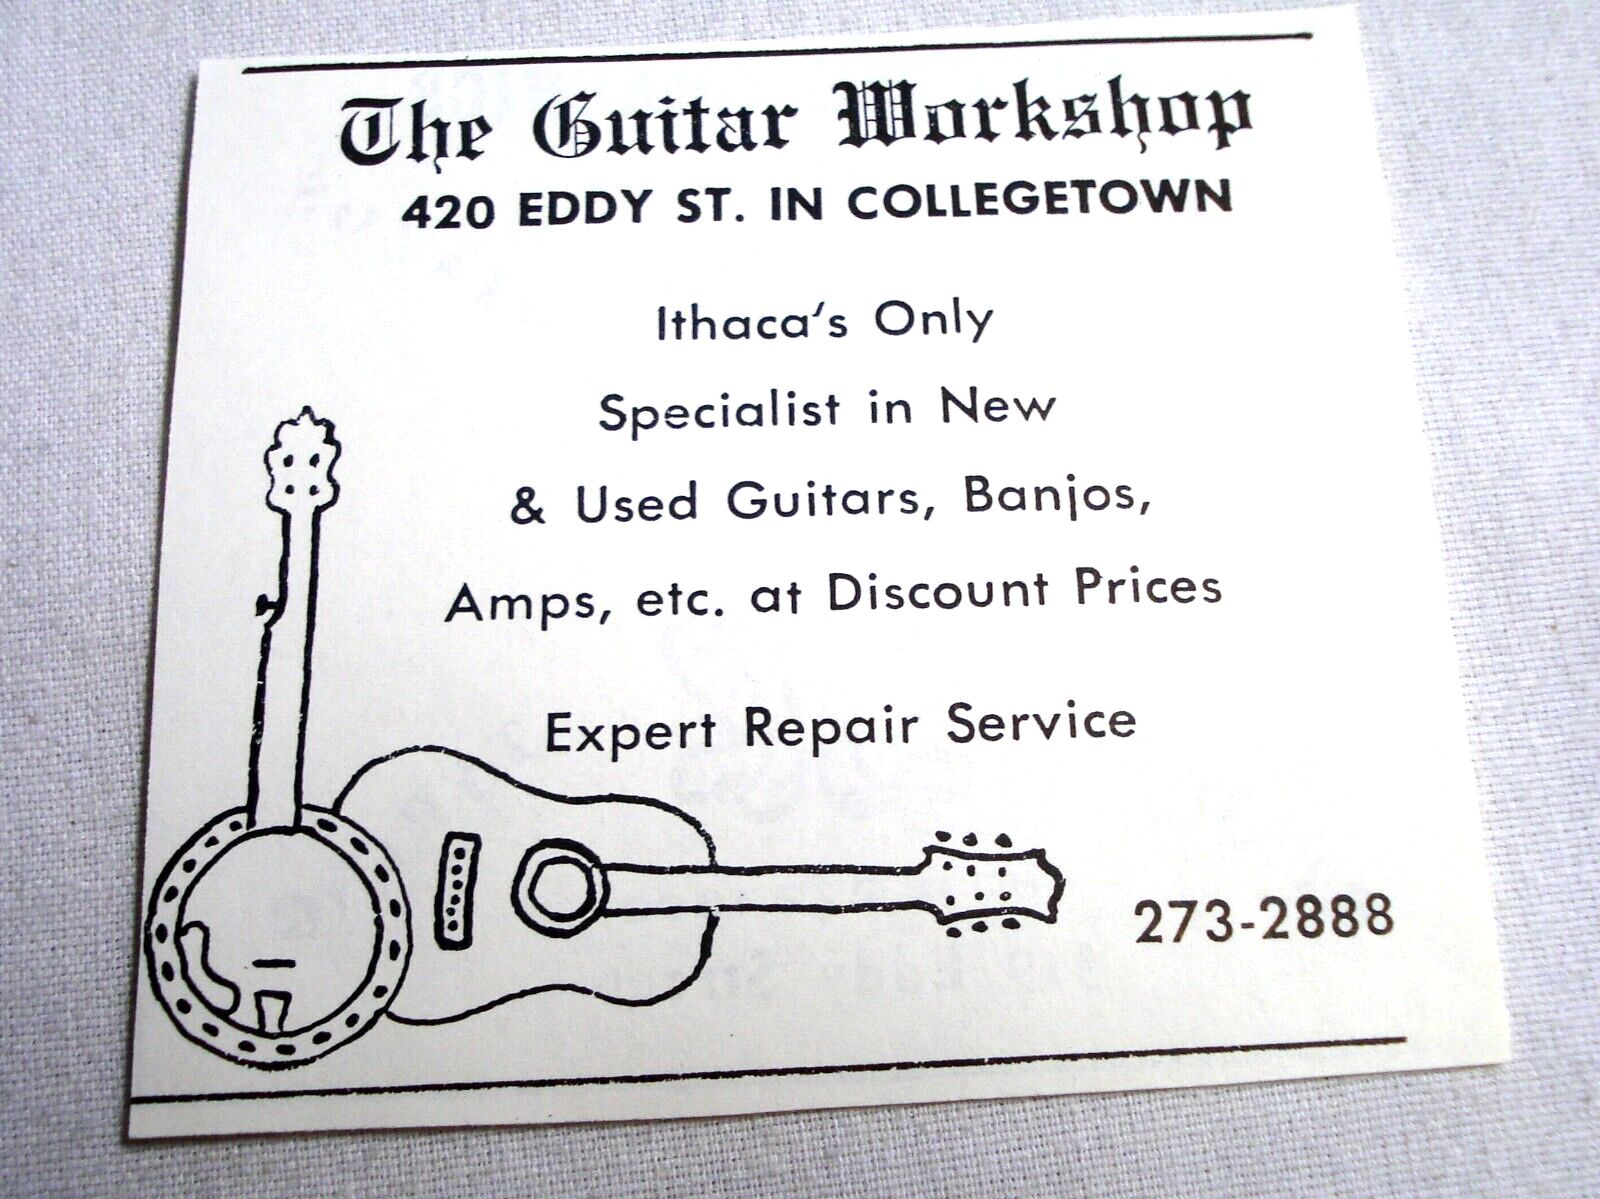 The Guitar Workshop
420 EDDY ST. IN COLLEGETOWN
Ithaca's Only
Specialist in New
& Used Guitars, Banjos,
Amps, etc. at Discount Prices
Expert Repair Service
273-2888